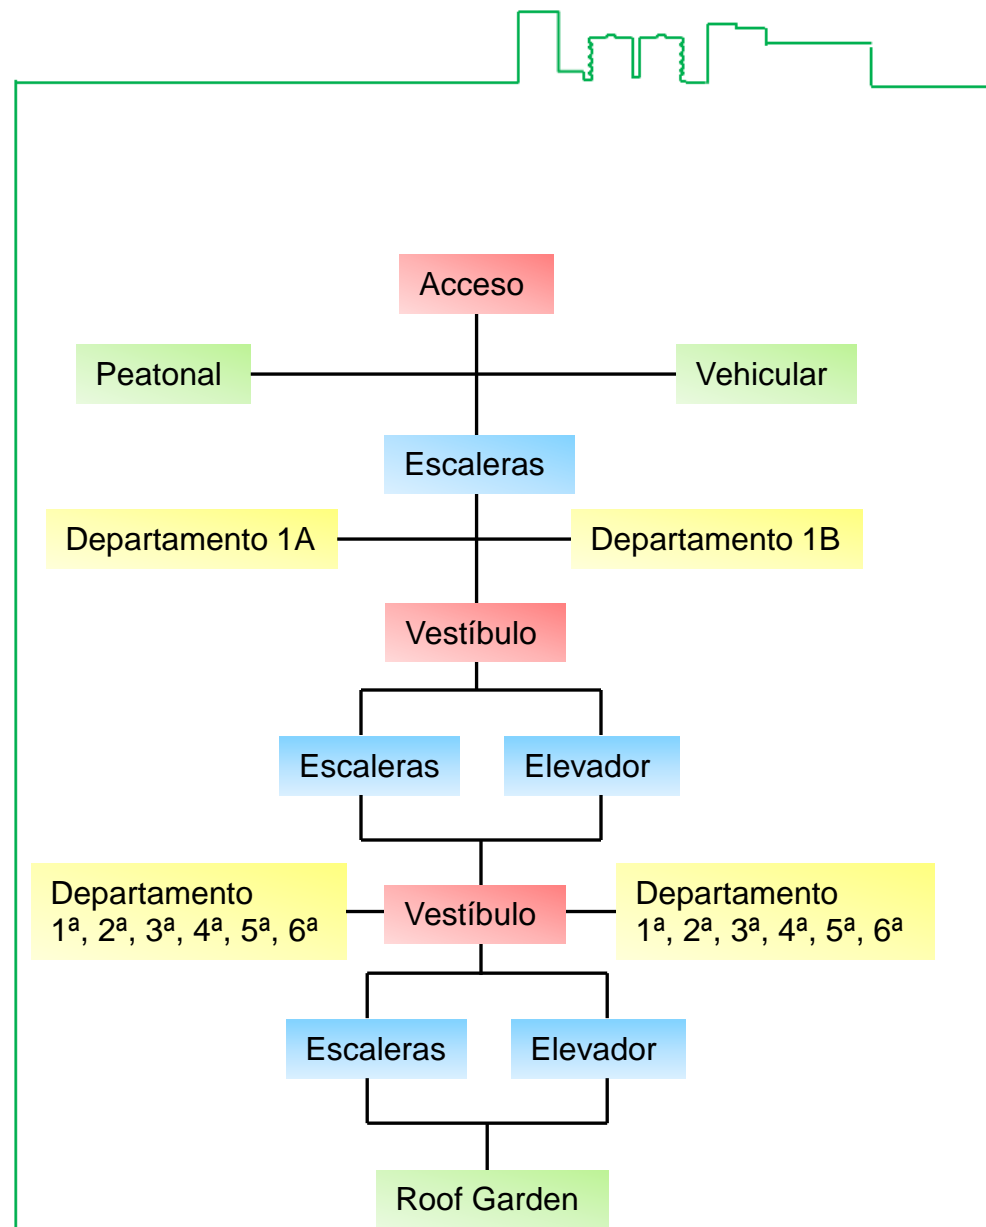 Acceso
Peatonal
Vehicular
Escaleras
Departamento 1A
Departamento 1B
Vestíbulo
Escaleras
Elevador
Departamento
1ª, 2ª, 3ª, 4ª, 5ª, 6ª
Vestíbulo
Departamento
1ª, 2ª, 3ª, 4ª, 5ª, 6ª
Escaleras
Elevador
Roof Garden